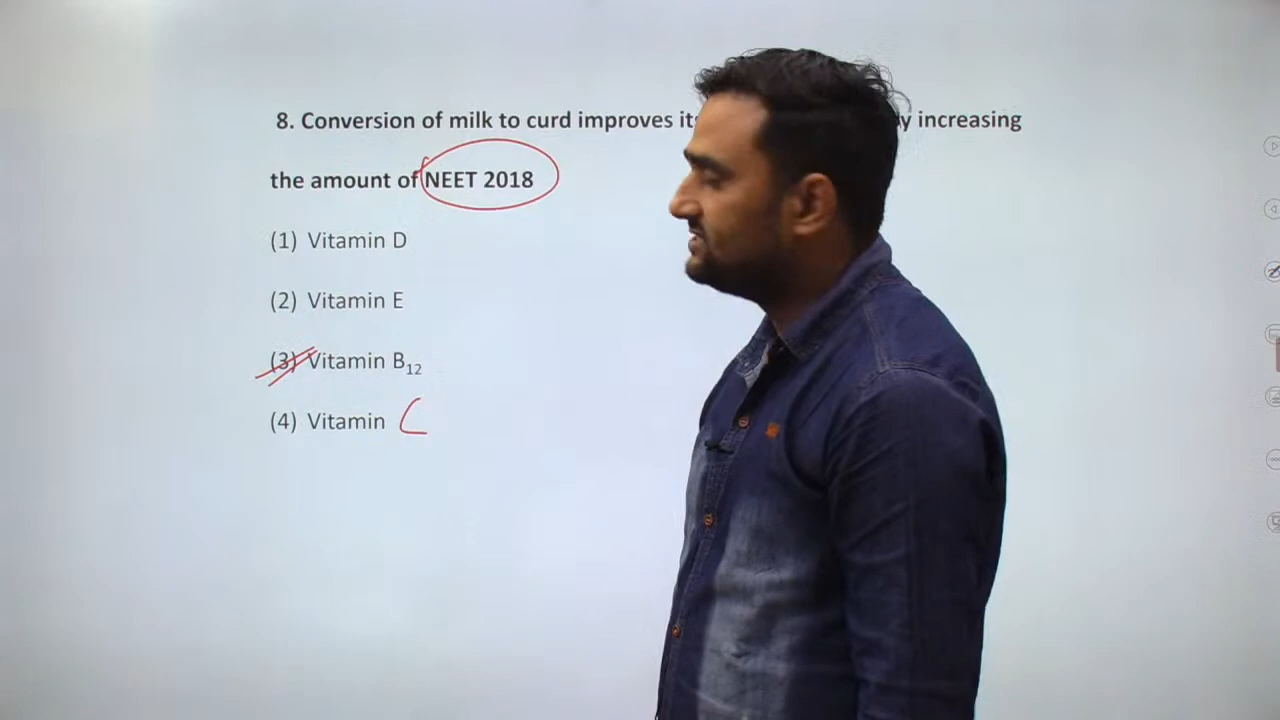 8. Conversion of milk to curd improves increasing
the amount of NEET 2018
(1) Vitamin D
(2) Vitamin E
(3) Vitamin B12
(4) Vitamin C